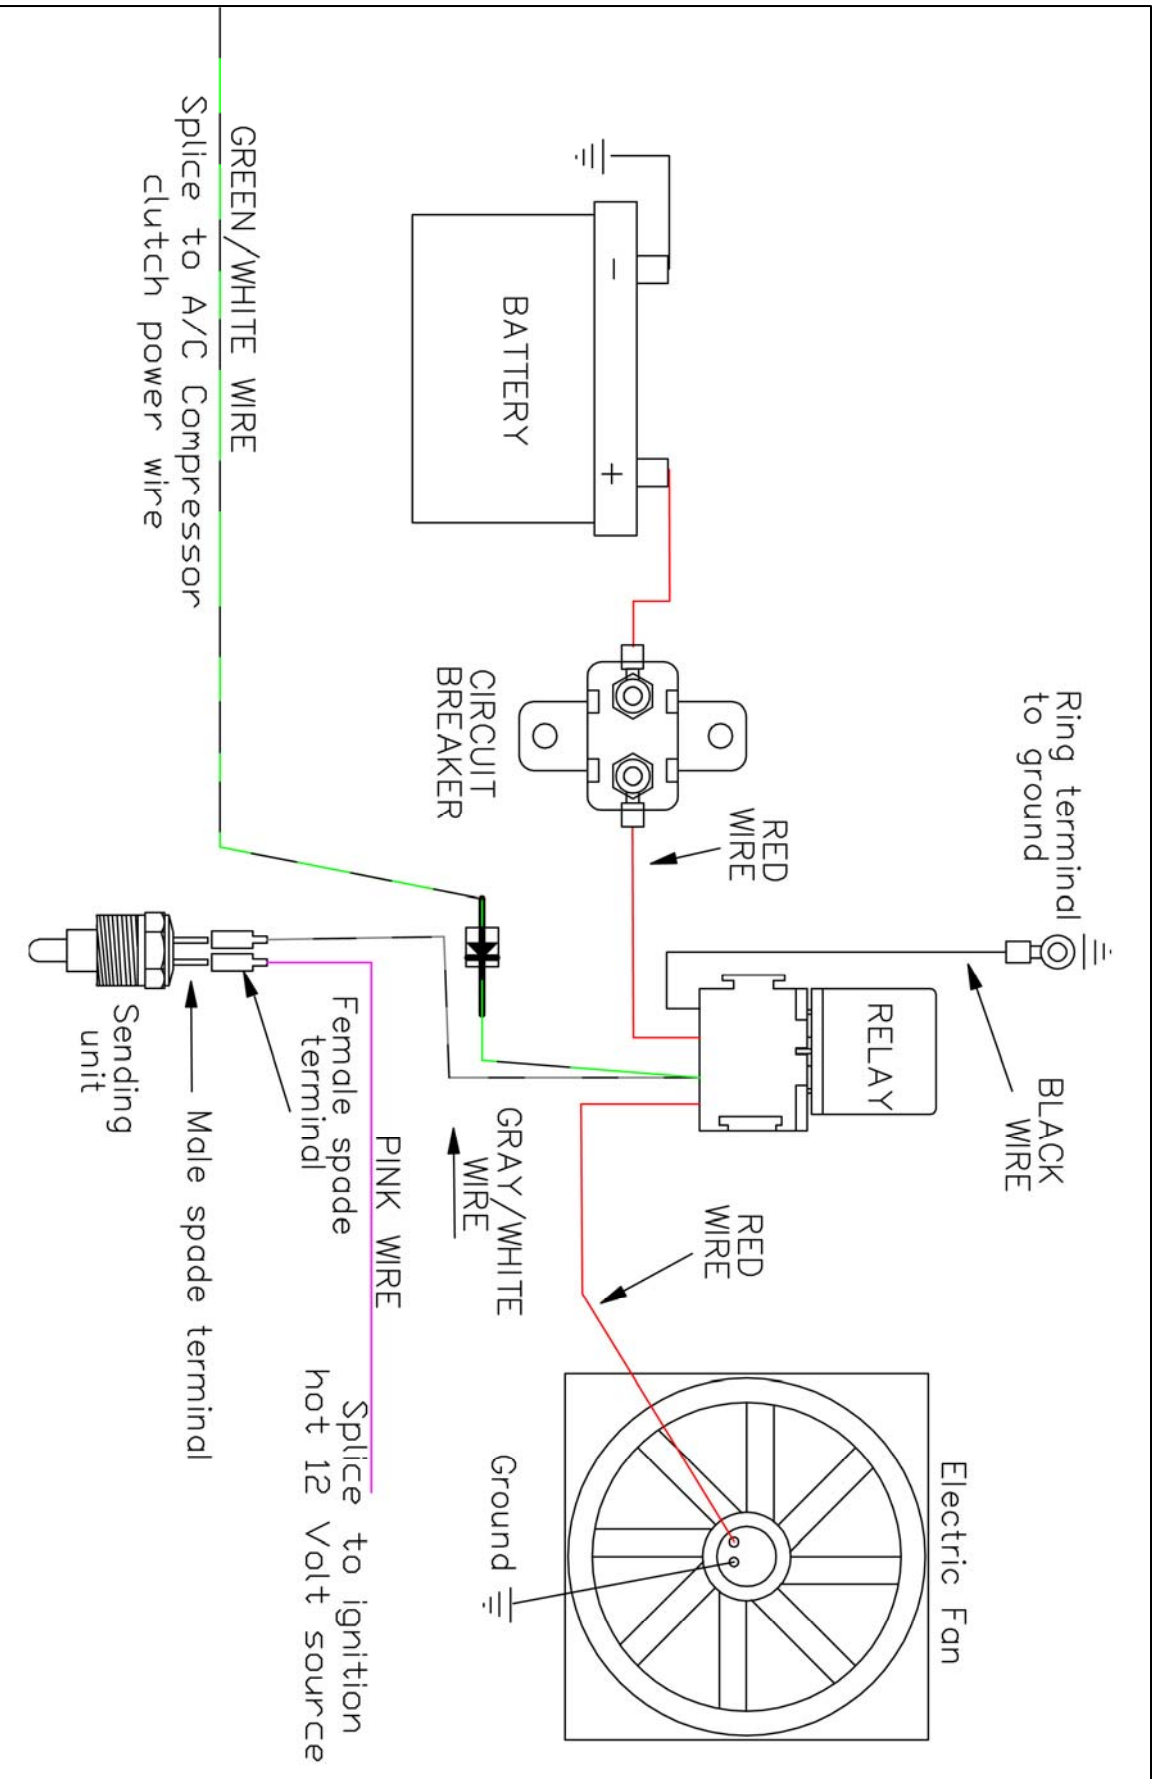 Ring terminal
to ground
BLACK
WIRE
RELAY
Electric Fan
RED
WIRE
RED
WIRE
-
+
BATTERY
CIRCUIT
BREAKER
GRAY/WHITE
WIRE
Ground
GREEN/WHITE WIRE
Splice to A/C Compressor
clutch power wire
PINK WIRE
Female spade
terminal
Splice to ignition
hot 12 Volt source
Male spade terminal
Sending
unit